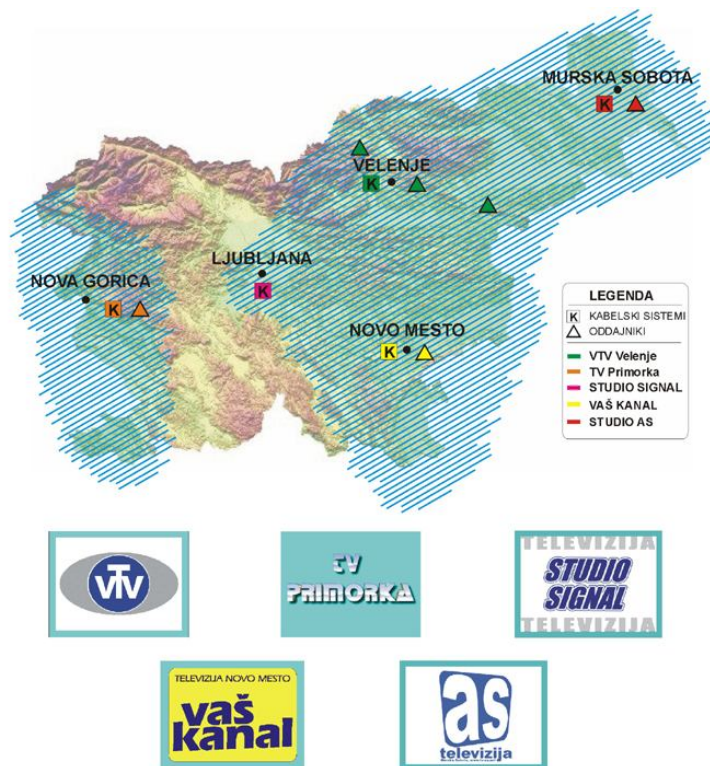 MURSKA SOBOTA
K
VELENJE
K
LJUBLJANA
K
NOVA GORICA
K
NOVO MESTO
K
LEGENDA
K KABELSKI SISTEMI
ODDAJNIKI
VTV Velenje
TV Primorka
STUDIO SIGNAL
VAŠ KANAL
STUDIO AS
VTV
TV
PRIMORKA
TELEVIZIJA
STUDIO
SIGNAL
TELEVIZIJA
TELEVIZIJA NOVO MESTO
vaš
kanal
as
televizija